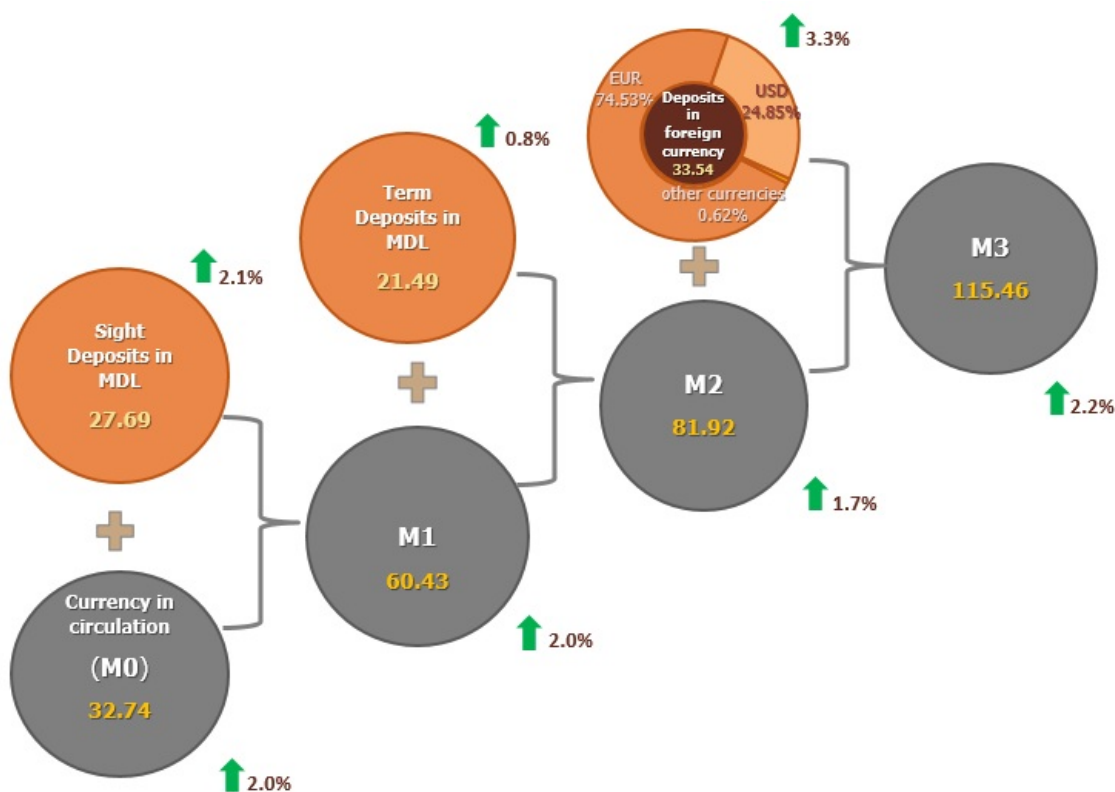 3.3%
EUR
74.53%
USD
24.85%
Deposits
in
foreign
currency
33.54
other currencies
0.62%
0.8%
Term
Deposits in
MDL
21.49
M3
115.46
2.1%
Sight
Deposits in
MDL
27.69
M2
81.92
2.2%
1.7%
M1
60.43
Currency in
circulation
(M0)
32.74
2.0%
2.0%